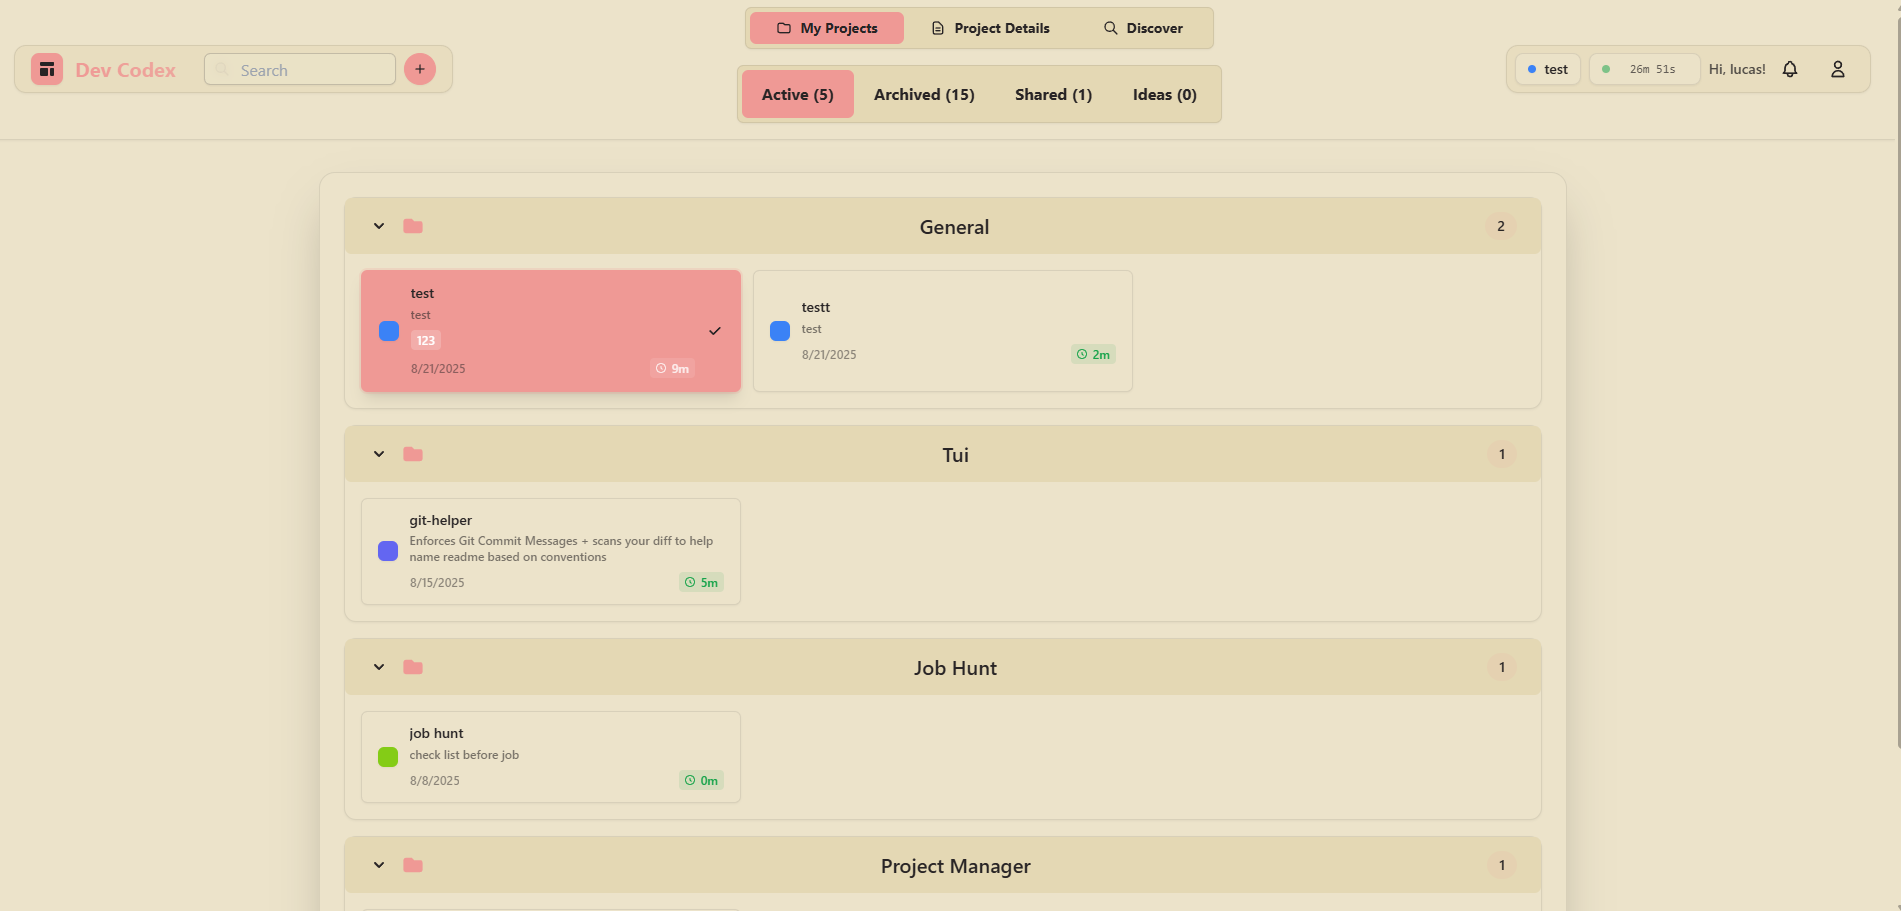 My Projects
Project Details
Discover
Dev Codex
Search
test
26m 51s
Hi, lucas!
Active (5)
Archived (15)
Shared (1)
Ideas (0)
General
2
test
test
123
8/21/2025
9m
testt
test
8/21/2025
2m
Tui
1
git-helper
Enforces Git Commit Messages + scans your diff to help
name readme based on conventions
8/15/2025
5m
Job Hunt
1
job hunt
check list before job
8/8/2025
0m
Project Manager
1